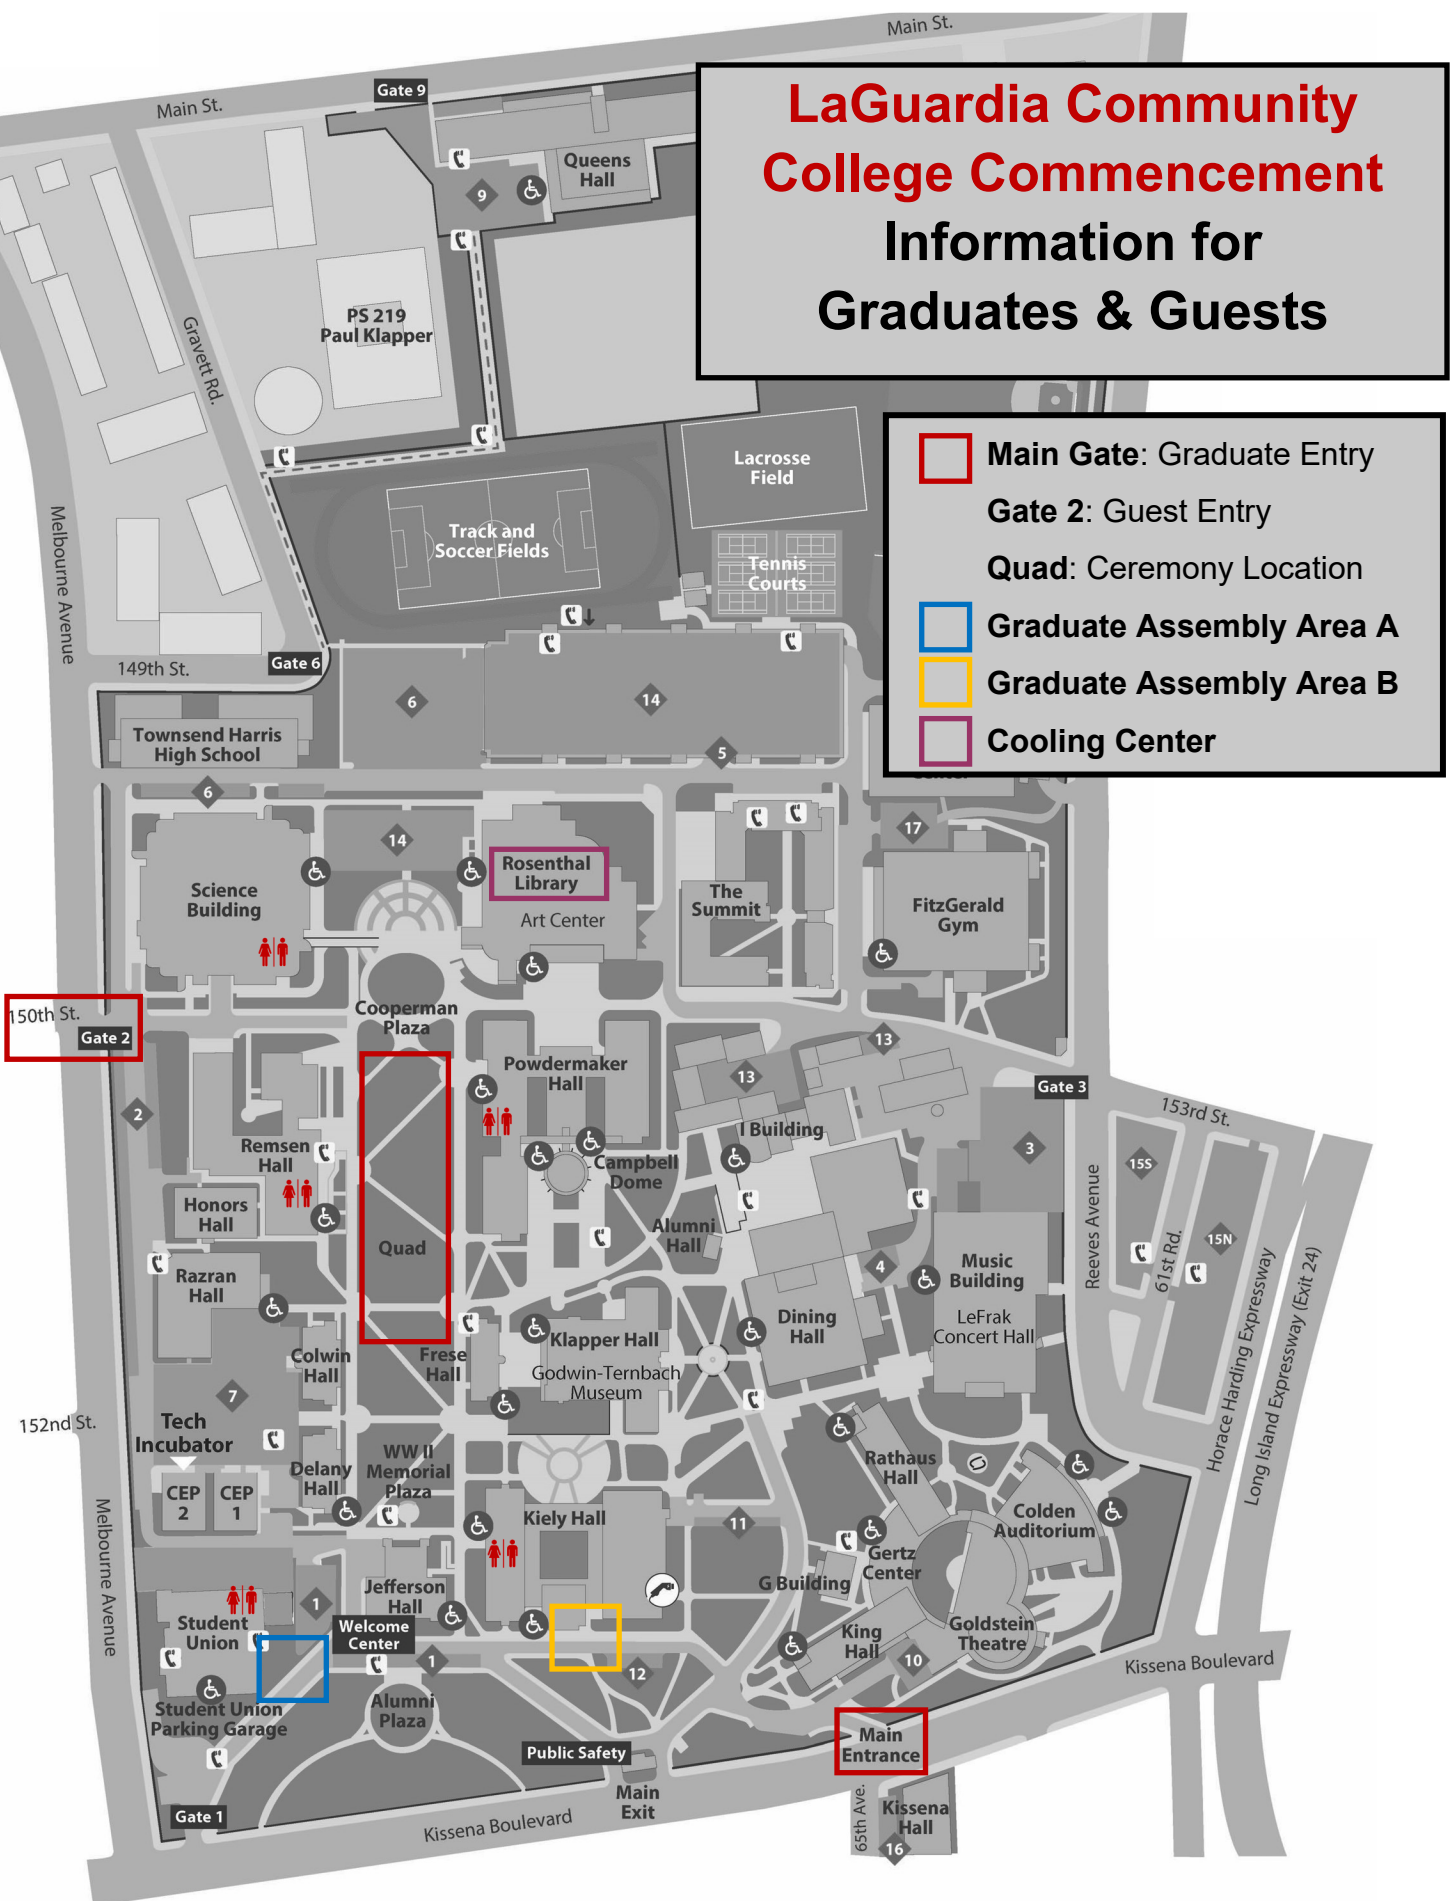 Main St.
Main St.
Gate 9
LaGuardia Community
College Commencement
Information for
Graduates & Guests
Queens
Hall
9
PS 219
Paul Klapper
Gravett Rd.
Main Gate: Graduate Entry
Gate 2: Guest Entry
Quad: Ceremony Location
Graduate Assembly Area A
Graduate Assembly Area B
Cooling Center
Lacrosse
Field
Track and
Soccer Fields
Tennis
Courts
Melbourne Avenue
149th St.
Gate 6
6
14
5
Townsend Harris
High School
6
14
17
Rosenthal
Library
Art Center
Science
Building
The
Summit
FitzGerald
Gym
150th St.
Gate 2
Cooperman
Plaza
Powdermaker
Hall
13
13
Gate 3
153rd St.
2
I Building
3
15S
15N
Remsen
Hall
Campbell
Dome
Honors
Hall
Alumni
Hall
Quad
Reeves Avenue
61st Rd.
Razran
Hall
4
Music
Building
LeFrak
Concert Hall
Dining
Hall
Horace Harding Expressway
Long Island Expressway (Exit 24)
Colwin
Hall
Frese
Hall
Klapper Hall
Godwin-Ternbach
Museum
7
152nd St.
Tech
Incubator
CEP
2
CEP
1
Delany
Hall
WW II
Memorial
Plaza
Rathaus
Hall
Kiely Hall
11
Colden
Auditorium
Melbourne Avenue
Gertz
Center
G Building
Jefferson
Hall
1
Student
Union
Welcome
Center
1
12
King
Hall
10
Goldstein
Theatre
Kissena Boulevard
Student Union
Parking Garage
Alumni
Plaza
Public Safety
Main
Entrance
Main
Exit
Gate 1
Kissena Boulevard
65th Ave.
Kissena
Hall
16